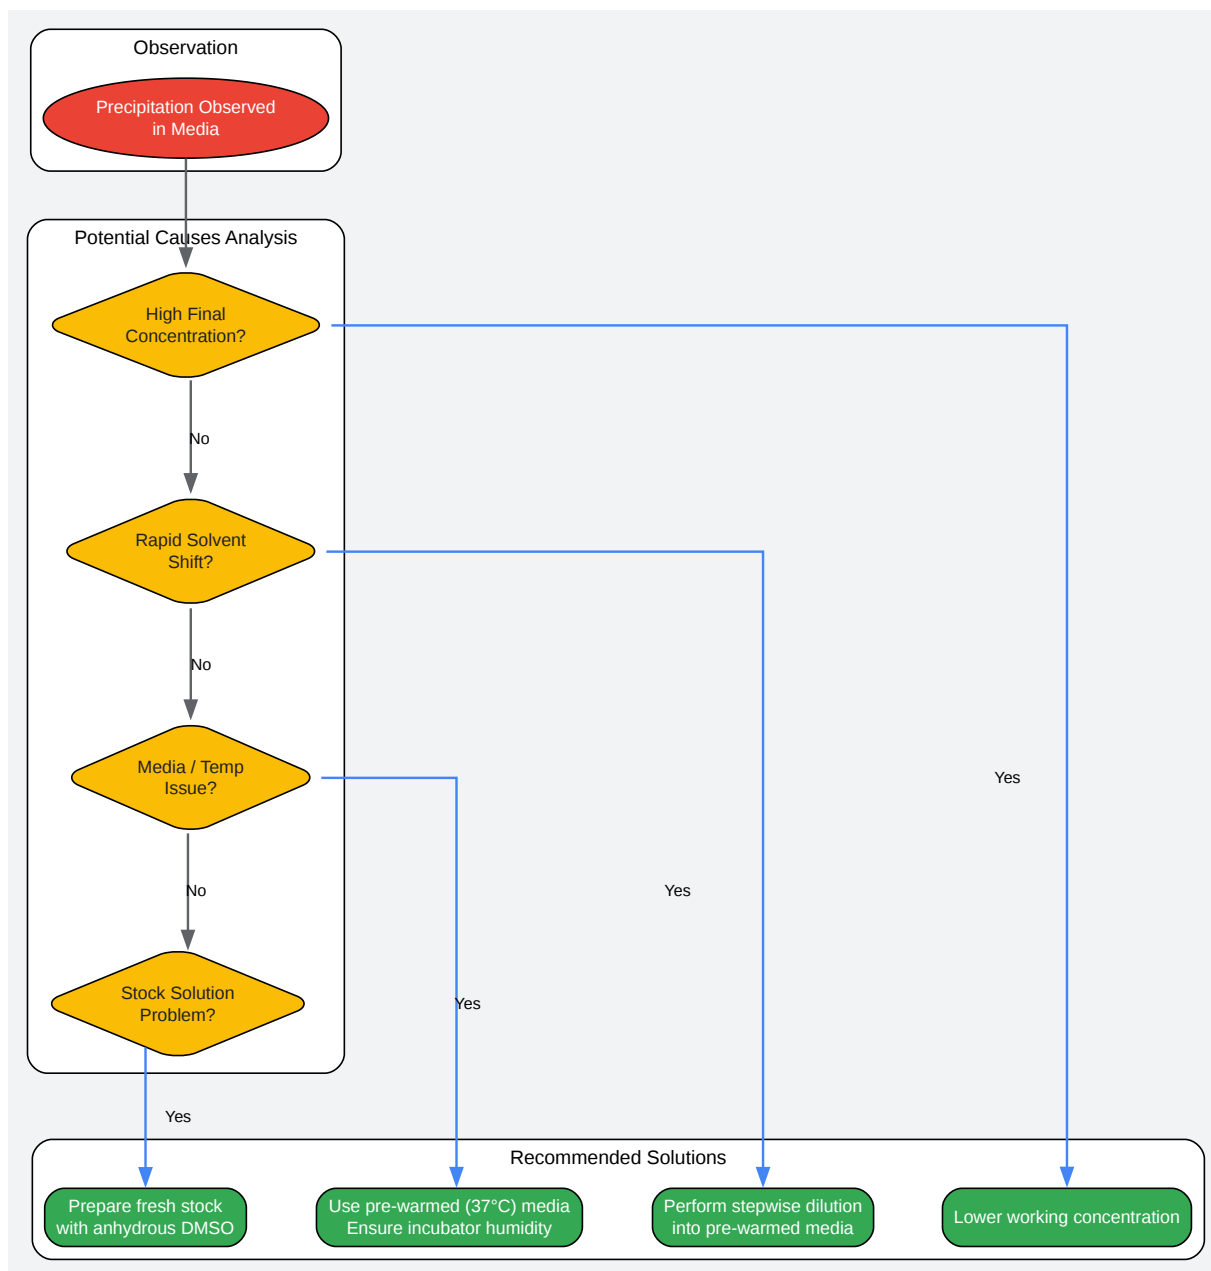 Observation
Precipitation Observed
in Media
Potential Causes Analysis
High Final
Concentration?
No
Rapid Solvent
Shift?
No
Media / Temp
Issue?
Yes
No
Yes
Stock Solution
Problem?
Yes
Yes
Recommended Solutions
Prepare fresh stock
with anhydrous DMSO
Use pre-warmed (37°C) media
Ensure incubator humidity
Perform stepwise dilution
into pre-warmed media
Lower working concentration